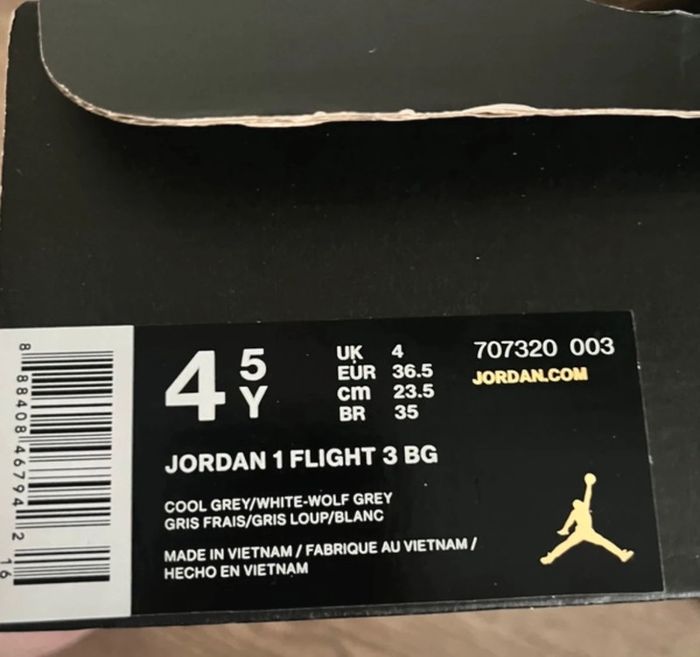 8 88408 46794 2
16
4 5
Y
UK 4
EUR 36.5
cm 23.5
BR 35
707320 003
JORDAN.COM
JORDAN 1 FLIGHT 3 BG
COOL GREY/WHITE-WOLF GREY
GRIS FRAIS/GRIS LOUP/BLANC
MADE IN VIETNAM / FABRIQUE AU VIETNAM /
HECHO EN VIETNAM